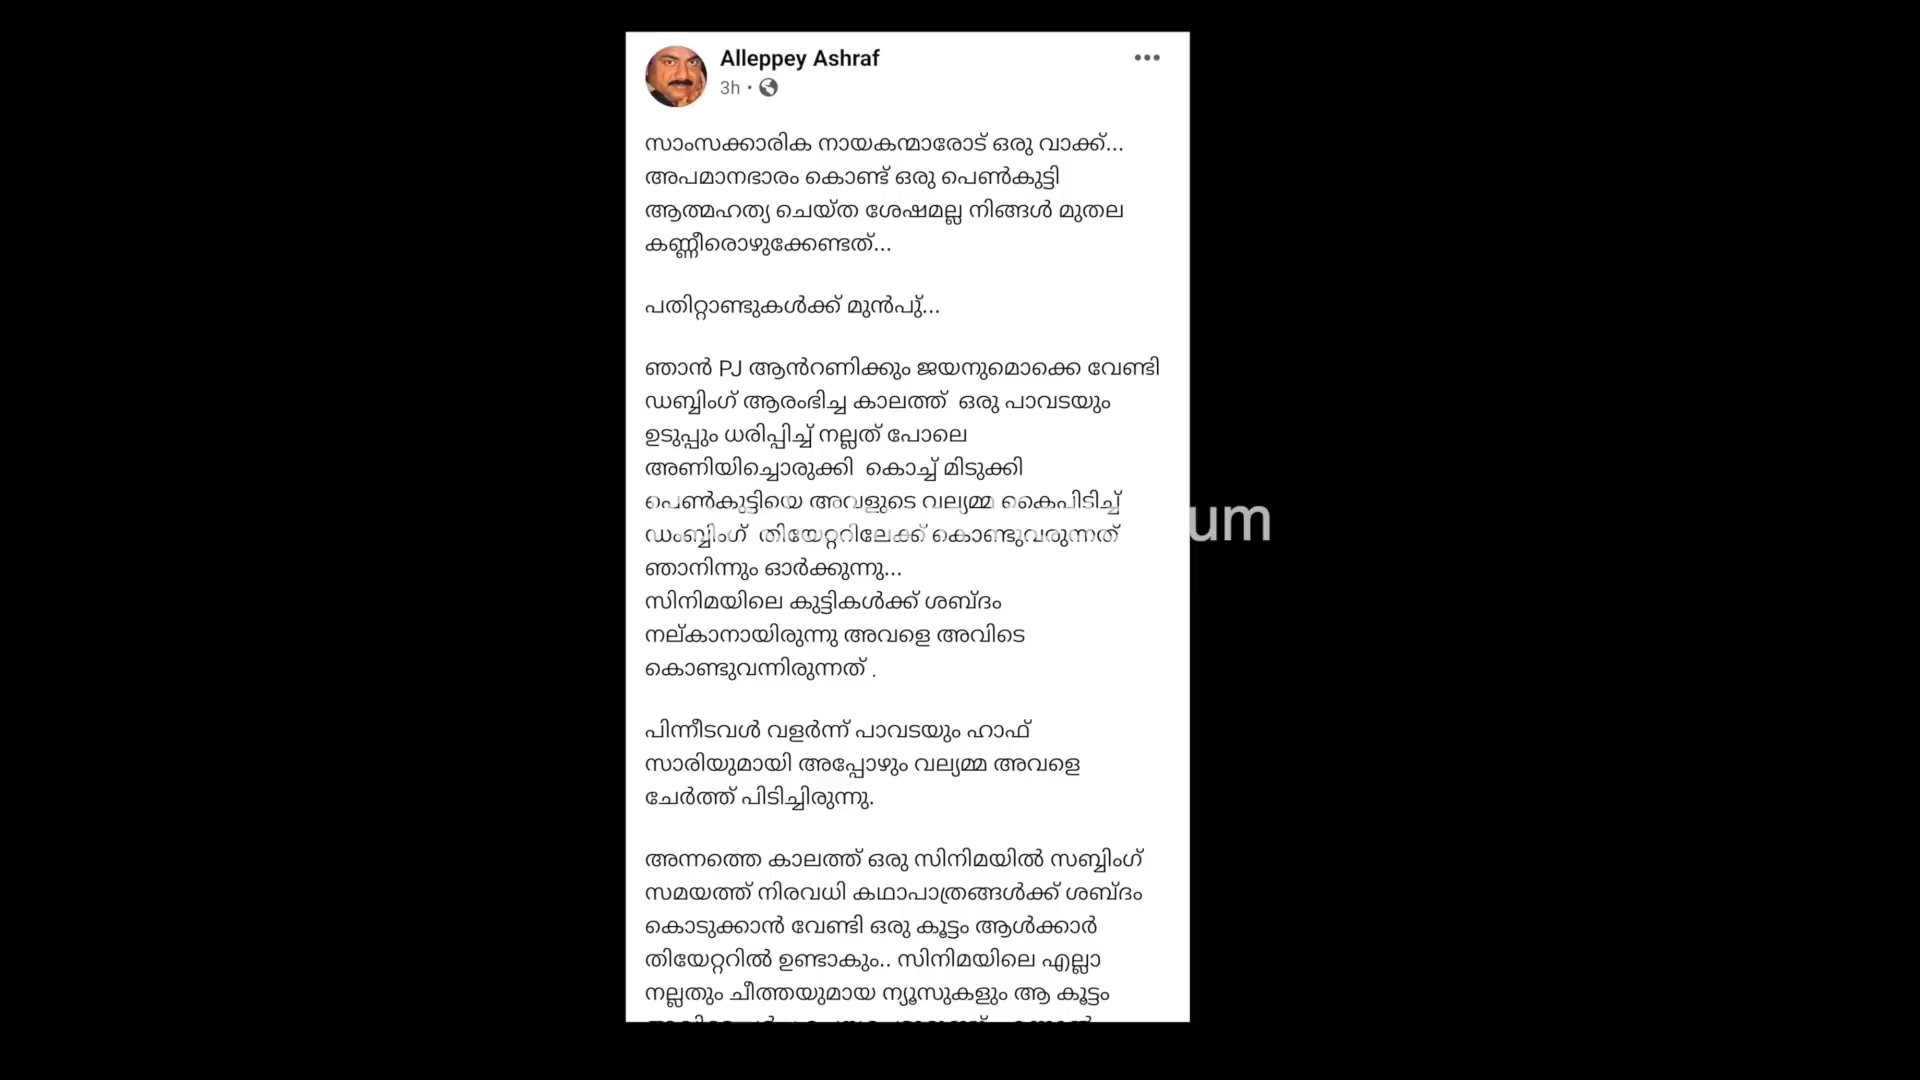 Alleppey Ashraf
3h •
സാംസക്കാരിക നായകന്മാരോട് ഒരു വാക്ക്...
അപമാനഭാരം കൊണ്ട് ഒരു പെൺകുട്ടി
ആത്മഹത്യ ചെയ്ത ശേഷമല്ല നിങ്ങൾ മുതല
കണ്ണീരൊഴുക്കേണ്ടത്...
പതിറ്റാണ്ടുകൾക്ക് മുൻപു്...
ഞാൻ PJ ആൻറണിക്കും ജയനുമൊക്കെ വേണ്ടി
ഡബ്ബിംഗ് ആരംഭിച്ച കാലത്ത് ഒരു പാവടയും
ഉടുപ്പും ധരിപ്പിച്ച് നല്ലത് പോലെ
അണിയിച്ചൊരുക്കി കൊച്ച് മിടുക്കി
പെൺകുട്ടിയെ അവളുടെ വല്യമ്മ കൈപിടിച്ച്
ഡംബ്ബിംഗ് തിയേറ്ററിലേക്ക് കൊണ്ടുവരുന്നത്
ഞാനിന്നും ഓർക്കുന്നു...
സിനിമയിലെ കുട്ടികൾക്ക് ശബ്ദം
നല്കാനായിരുന്നു അവളെ അവിടെ
കൊണ്ടുവന്നിരുന്നത് .
പിന്നീടവൾ വളർന്ന് പാവടയും ഹാഫ്
സാരിയുമായി അപ്പോഴും വല്യമ്മ അവളെ
ചേർത്ത് പിടിച്ചിരുന്നു.
അന്നത്തെ കാലത്ത് ഒരു സിനിമയിൽ സബ്ബിംഗ്
സമയത്ത് നിരവധി കഥാപാത്രങ്ങൾക്ക് ശബ്ദം
കൊടുക്കാൻ വേണ്ടി ഒരു കൂട്ടം ആൾക്കാർ
തിയേറ്ററിൽ ഉണ്ടാകും.. സിനിമയിലെ എല്ലാ
നല്ലതും ചീത്തയുമായ ന്യൂസുകളും ആ കൂട്ടം